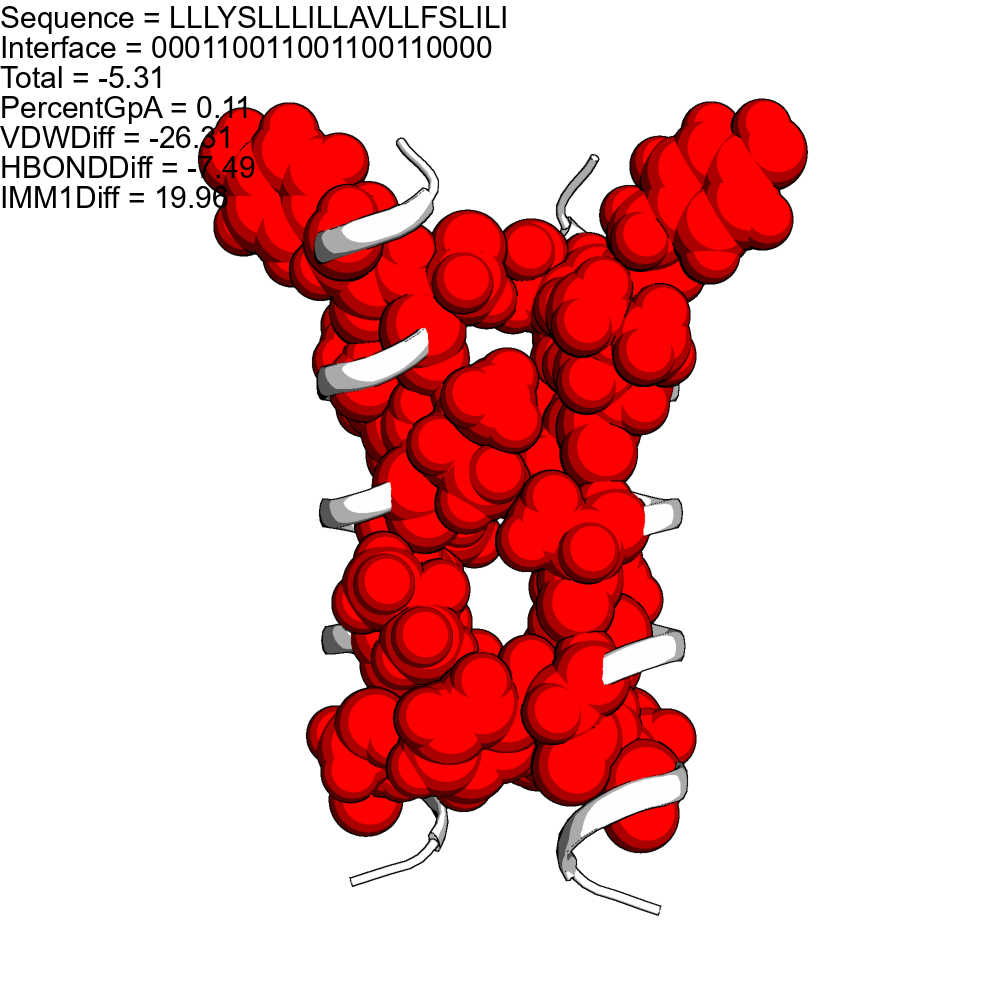 Sequence = LLLYSLLLILLAVLLFSLILI
Interface = 000110011001100110000
Total = -5.31
PercentGpA = 0.11
VDWDiff = -26.31
HBONDDiff = -7.49
IMM1Diff = 19.96